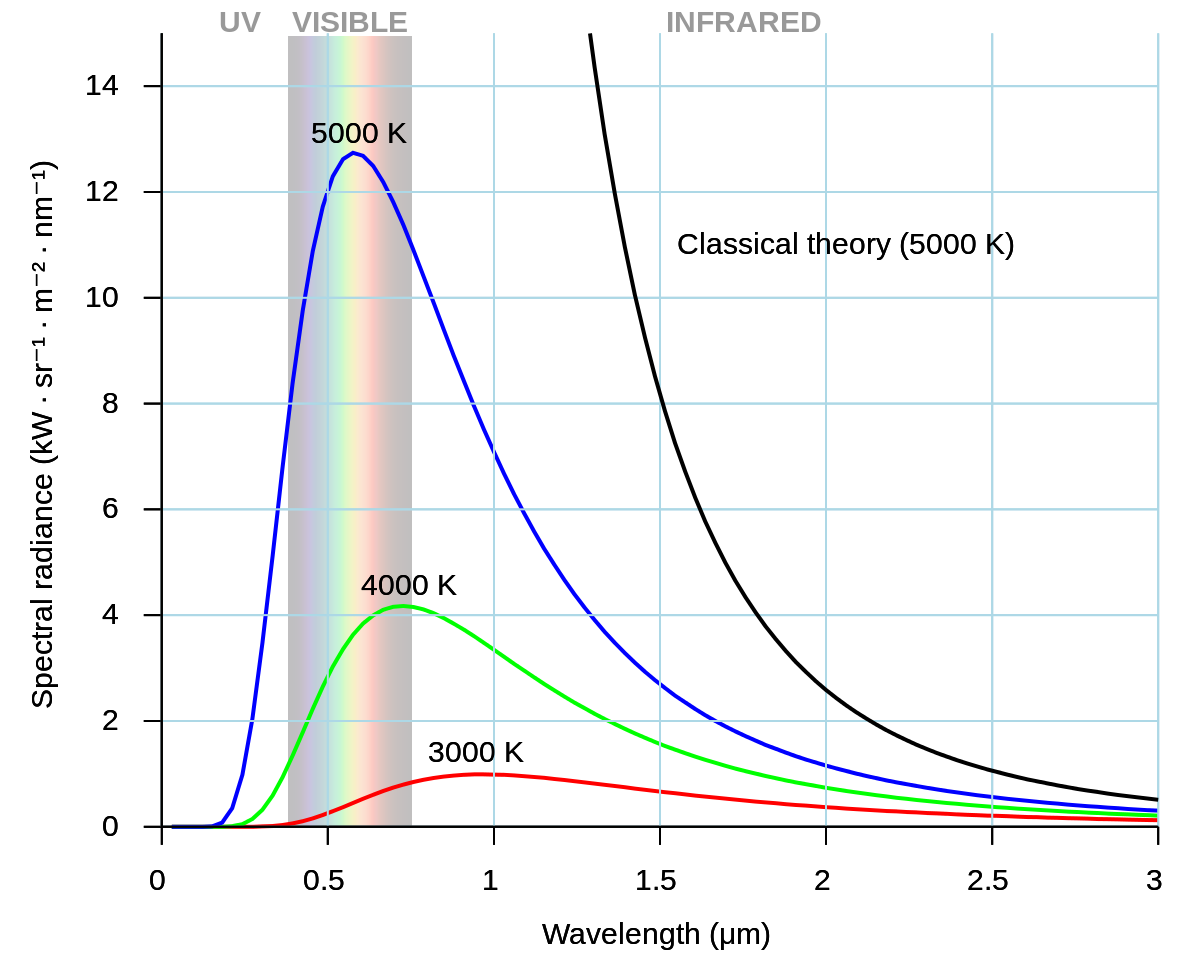 UV VISIBLE INFRARED
14
5000 K
12
Classical theory (5000 K)
10
8
6
4000 K
4
2
3000 K
0
Spectral radiance (kW · sr⁻¹ · m⁻² · nm⁻¹)
0 0.5 1 1.5 2 2.5 3
Wavelength (μm)